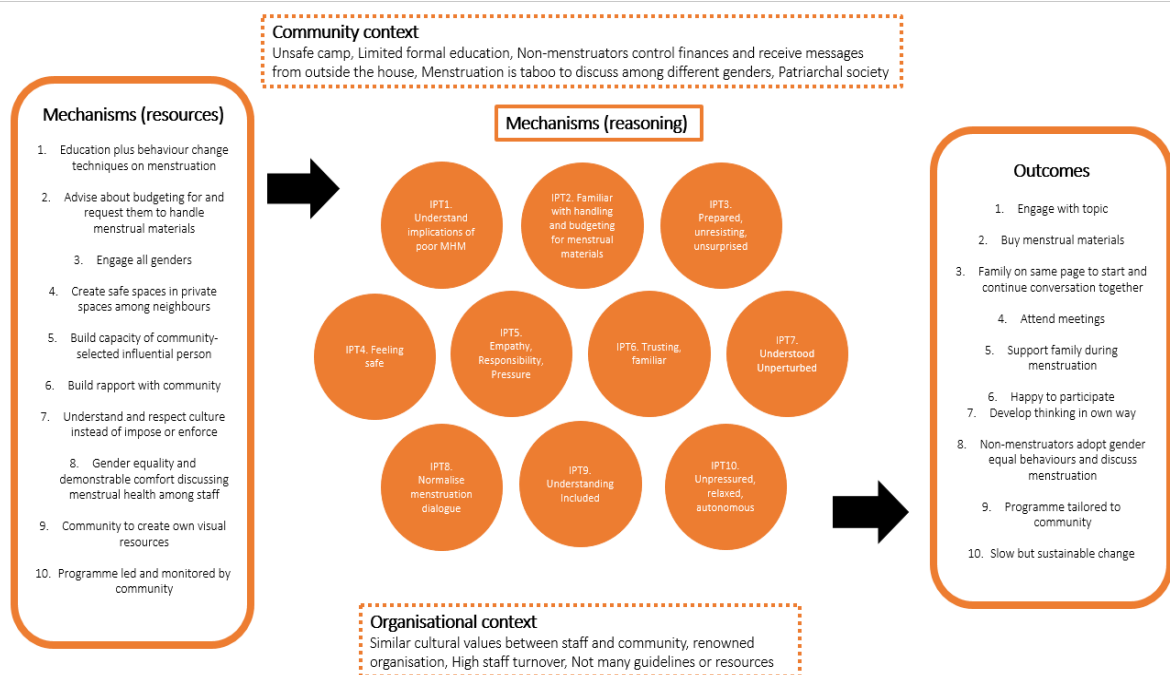 Community context
Unsafe camp, Limited formal education, Non-menstruators control finances and receive messages
from outside the house, Menstruation is taboo to discuss among different genders, Patriarchal society
Mechanisms (resources)
1. Education plus behaviour change
techniques on menstruation
2. Advise about budgeting for and
request them to handle
menstrual materials
3. Engage all genders
4. Create safe spaces in private
spaces among neighbours
5. Build capacity of community-
selected influential person
6. Build rapport with community
7. Understand and respect culture
instead of impose or enforce
8. Gender equality and
demonstrable comfort discussing
menstrual health among staff
9. Community to create own visual
resources
10. Programme led and monitored by
community
Mechanisms (reasoning)
IPT1.
Understand
implications of
poor MHM
IPT2. Familiar
with handling
and budgeting
for menstrual
materials
IPT3.
Prepared,
unresisting,
unsurprised
IPT4. Feeling
safe
IPT5.
Empathy,
Responsibility,
Pressure
IPT6. Trusting,
familiar
IPT7.
Understood
Unperturbed
IPT8.
Normalise
menstruation
dialogue
IPT9.
Understanding
Included
IPT10.
Unpressured,
relaxed,
autonomous
Outcomes
1. Engage with topic
2. Buy menstrual materials
3. Family on same page to start and
continue conversation together
4. Attend meetings
5. Support family during
menstruation
6. Happy to participate
7. Develop thinking in own way
8. Non-menstruators adopt gender
equal behaviours and discuss
menstruation
9. Programme tailored to
community
10. Slow but sustainable change
Organisational context
Similar cultural values between staff and community, renowned
organisation, High staff turnover, Not many guidelines or resources